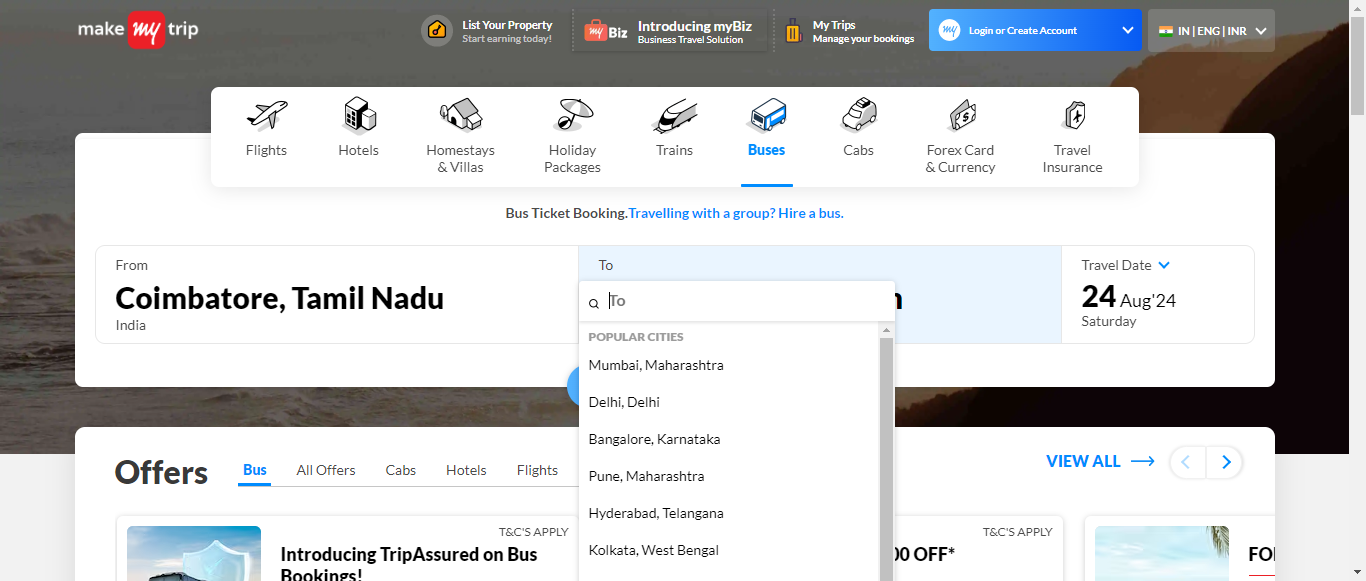 make my trip
List Your Property
Start earning today!
my Biz
Introducing myBiz
Business Travel Solution
My Trips
Manage your bookings
my
Login or Create Account
IN | ENG | INR
Flights
Hotels
Homestays
& Villas
Holiday
Packages
Trains
Buses
Cabs
Forex Card
& Currency
Travel
Insurance
Bus Ticket Booking.Travelling with a group? Hire a bus.
From
Coimbatore, Tamil Nadu
India
To
To
Travel Date
24 Aug'24
Saturday
POPULAR CITIES
Mumbai, Maharashtra
Delhi, Delhi
Bangalore, Karnataka
Pune, Maharashtra
Hyderabad, Telangana
Kolkata, West Bengal
Offers
Bus
All Offers
Cabs
Hotels
Flights
VIEW ALL
T&C'S APPLY
Introducing TripAssured on Bus
Bookings!
T&C'S APPLY
OFF*